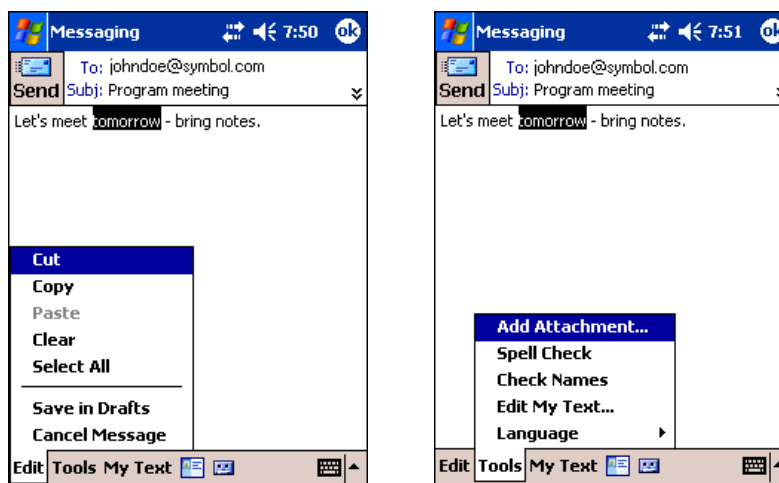 Messaging 7:50 ok
To: johndoe@symbol.com
Send Subj: Program meeting
Let's meet tomorrow - bring notes.
Cut
Copy
Paste
Clear
Select All
Save in Drafts
Cancel Message
Edit Tools My Text
Messaging 7:51 ok
To: johndoe@symbol.com
Send Subj: Program meeting
Let's meet tomorrow - bring notes.
Add Attachment...
Spell Check
Check Names
Edit My Text...
Language
Edit Tools My Text